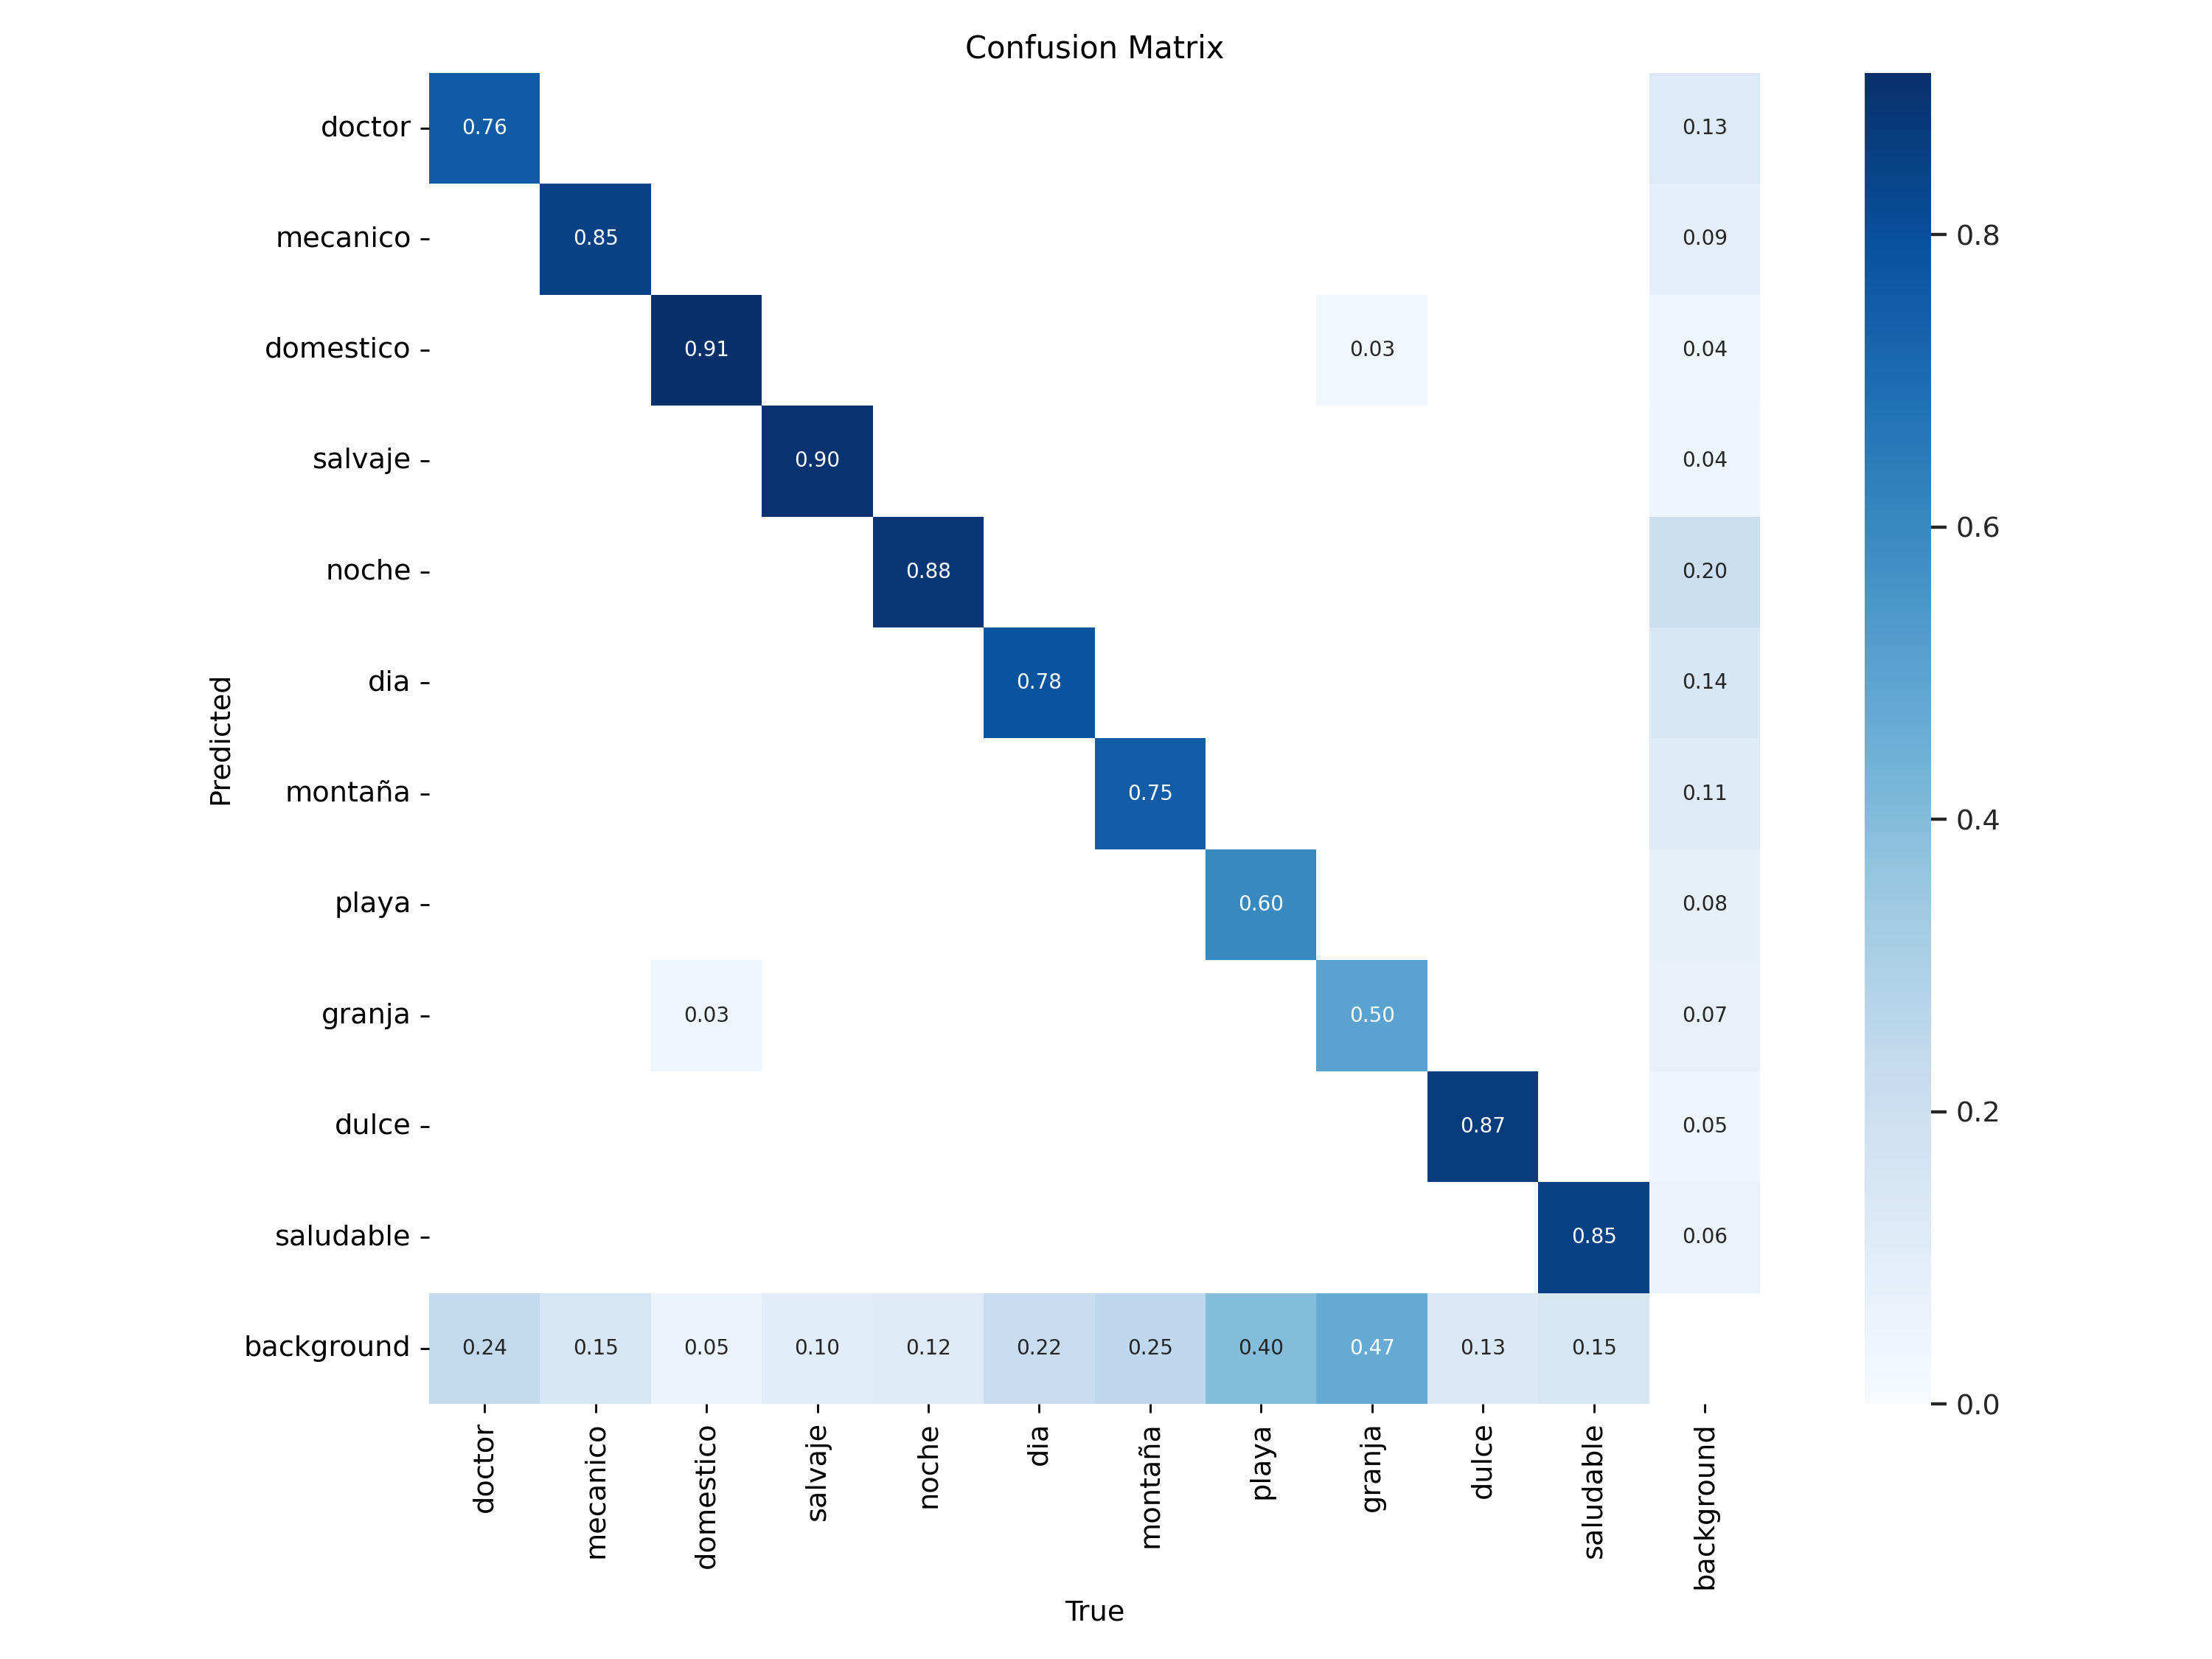 Confusion Matrix
doctor 0.76 0.13
mecanico 0.85 0.09 0.8
domestico 0.91 0.03 0.04
salvaje 0.90 0.04
noche 0.88 0.20 0.6
dia 0.78 0.14
Predicted
montaña 0.75 0.11 0.4
playa 0.60 0.08
granja 0.03 0.50 0.07
dulce 0.87 0.05 0.2
saludable 0.85 0.06
background 0.24 0.15 0.05 0.10 0.12 0.22 0.25 0.40 0.47 0.13 0.15
0.0
doctor mecanico domestico salvaje noche dia montaña playa granja dulce saludable background
True